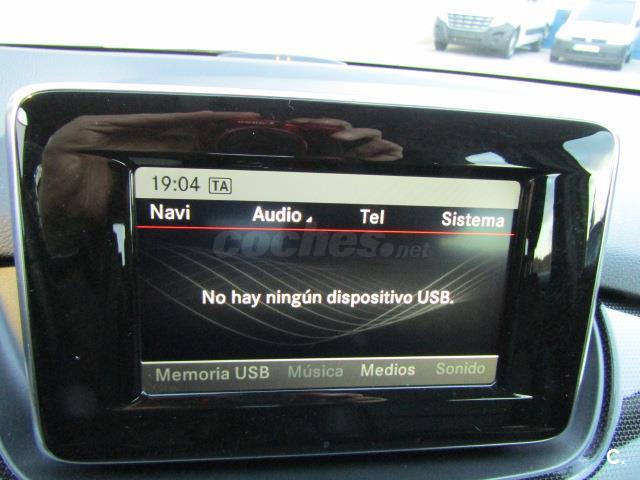 19:04 TA
Navi Audio Tel Sistema
coches.net
No hay ningún dispositivo USB.
Memoria USB Música Medios Sonido
c.